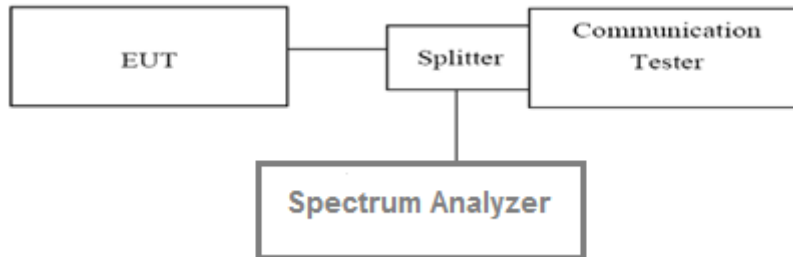 EUT
Splitter
Communication
Tester
Spectrum Analyzer